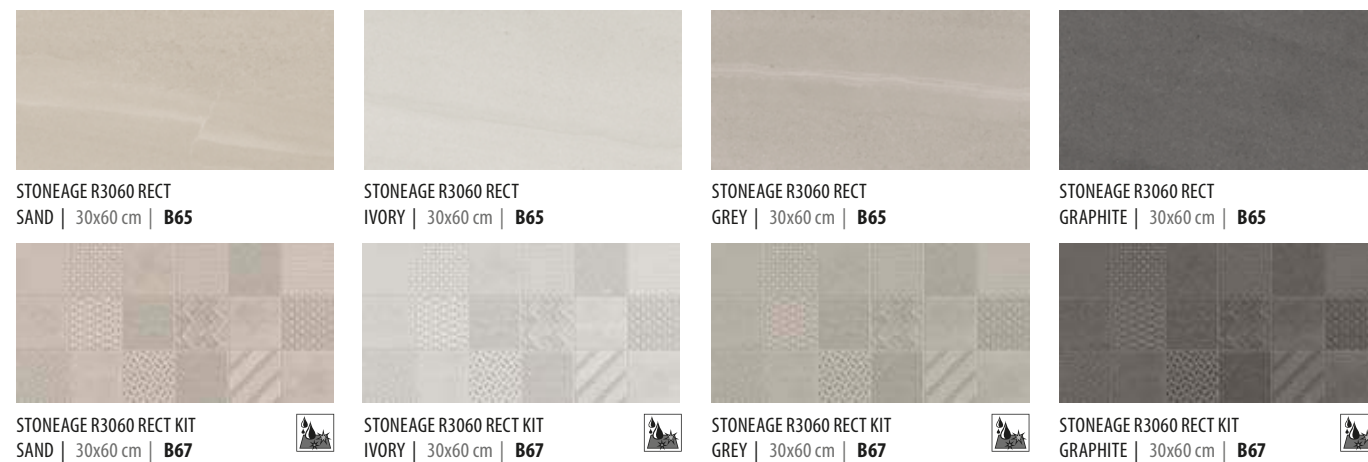 STONEAGE R3060 RECT
SAND | 30x60 cm | B65
STONEAGE R3060 RECT
IVORY | 30x60 cm | B65
STONEAGE R3060 RECT
GREY | 30x60 cm | B65
STONEAGE R3060 RECT
GRAPHITE | 30x60 cm | B65
STONEAGE R3060 RECT KIT
SAND | 30x60 cm | B67
STONEAGE R3060 RECT KIT
IVORY | 30x60 cm | B67
STONEAGE R3060 RECT KIT
GREY | 30x60 cm | B67
STONEAGE R3060 RECT KIT
GRAPHITE | 30x60 cm | B67